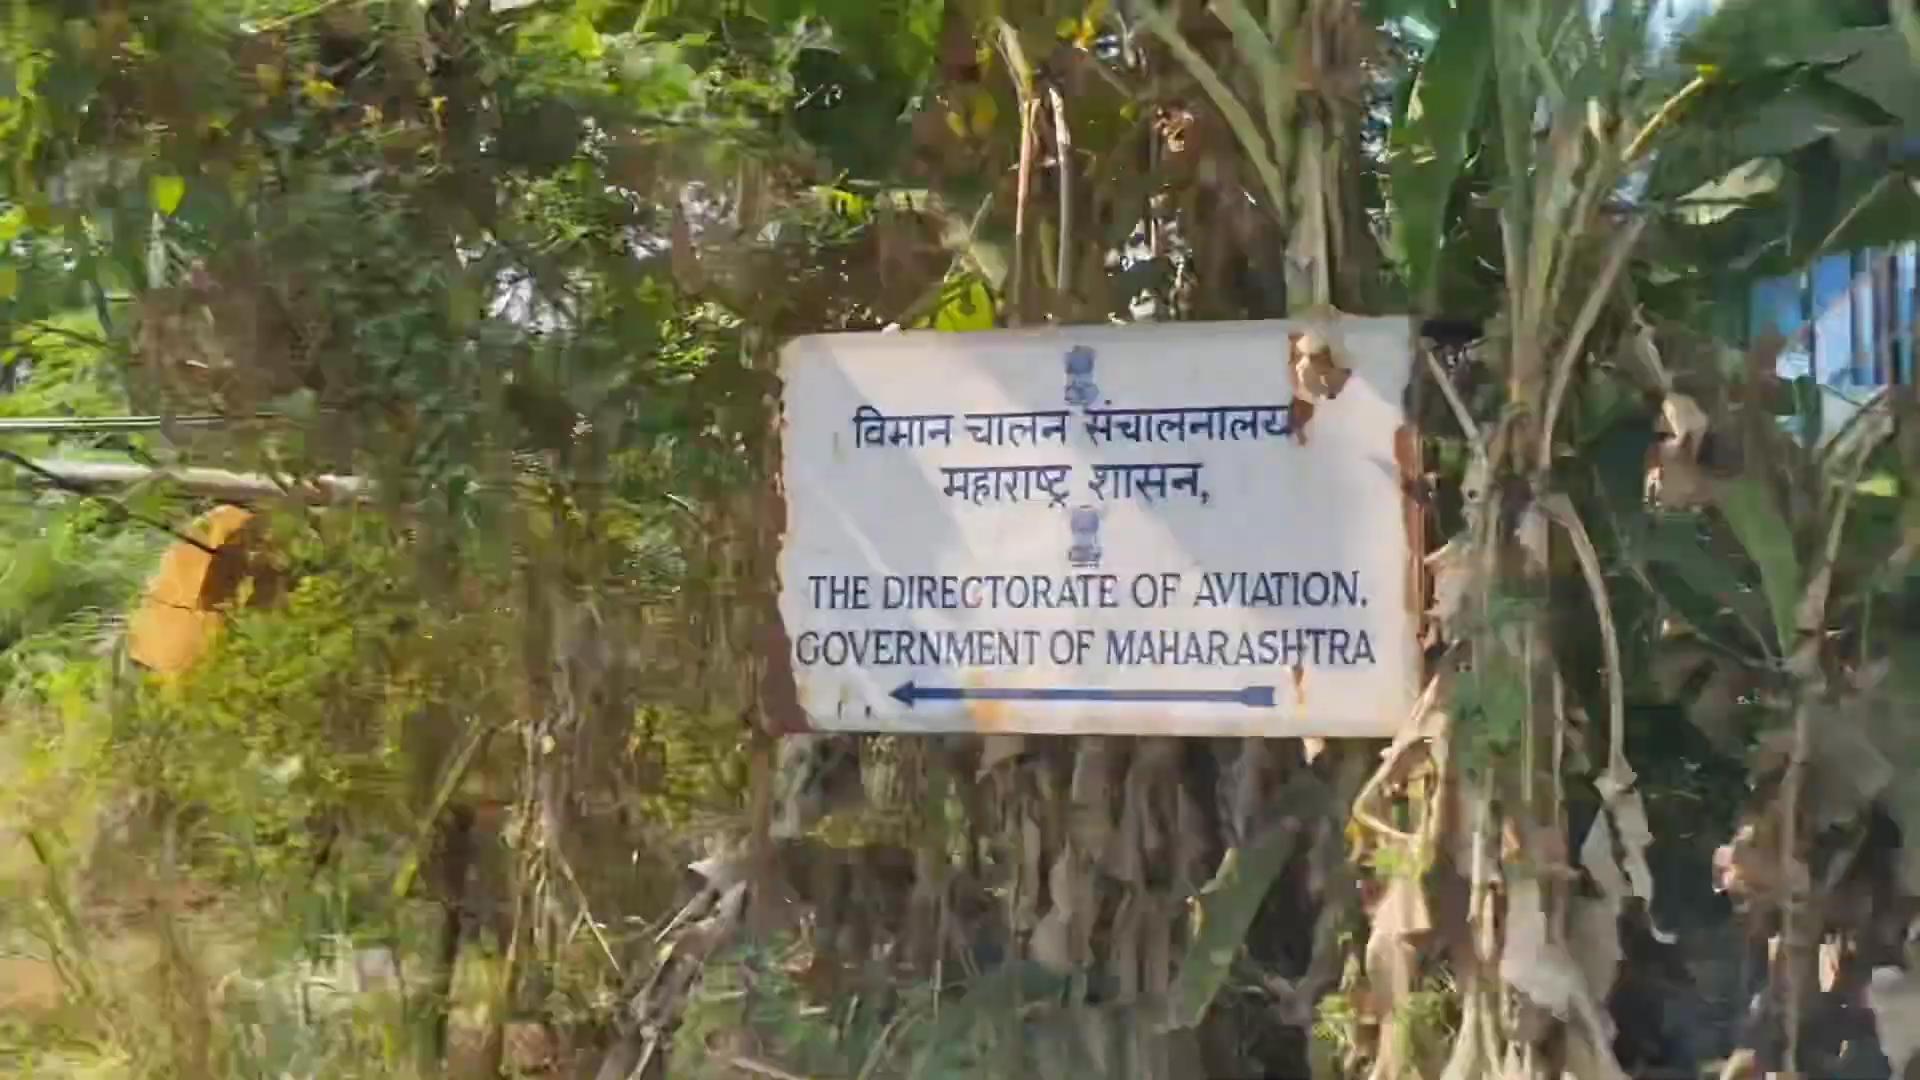 विमान चालन संचालनालय
महाराष्ट्र शासन,
THE DIRECTORATE OF AVIATION.
GOVERNMENT OF MAHARASHTRA